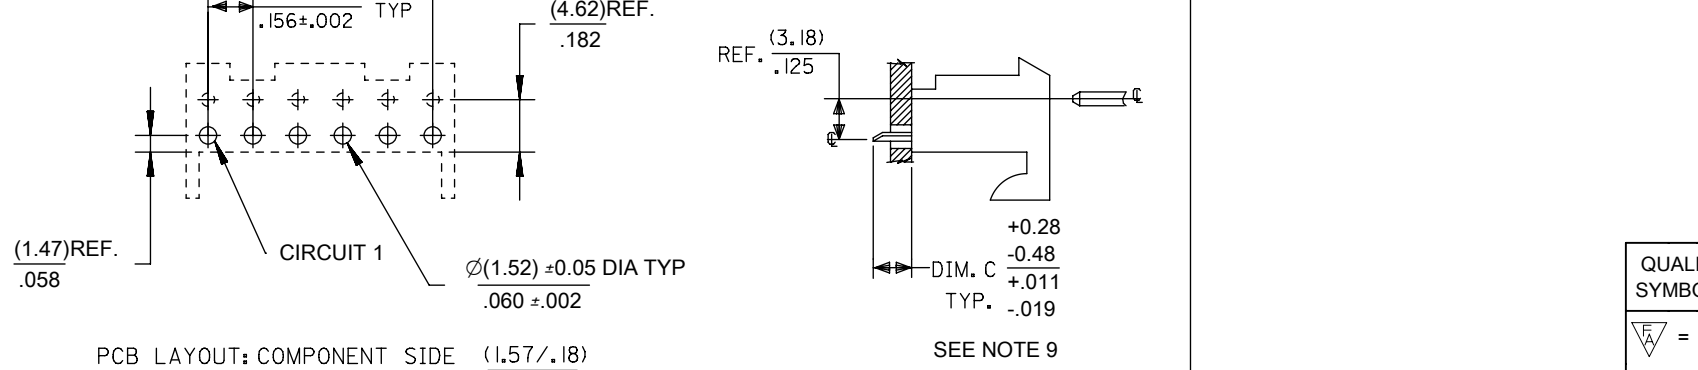 .156±.002
TYP
(4.62)REF.
.182
REF. (3.18)
.125
℄
℄
(1.47)REF.
.058
CIRCUIT 1
∅(1.52) ±0.05 DIA TYP
.060 ±.002
DIM. C
TYP.
+0.28
-0.48
+.011
-.019
SEE NOTE 9
PCB LAYOUT: COMPONENT SIDE (1.57/.18)
EA =